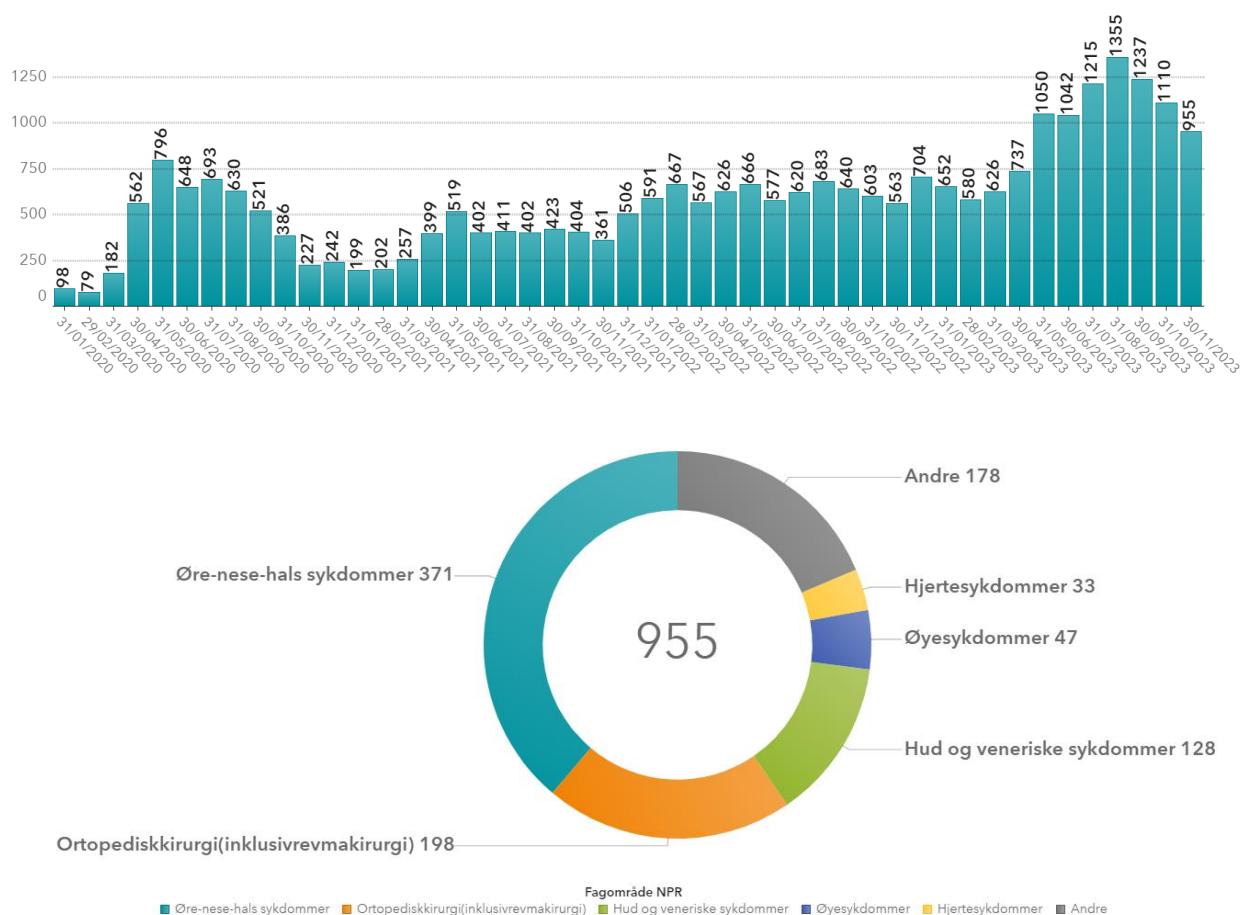 1250
1000
750
500
250
0
98 79 182 562 796 648 693 630 521 386 227 242 199 202 257 399 519 402 411 402 423 404 361 506 591 667 567 626 666 577 620 683 640 603 563 704 652 580 626 737 1050 1042 1215 1355 1237 1110 955
31/01/2020 29/02/2020 31/03/2020 30/04/2020 31/05/2020 30/06/2020 31/07/2020 31/08/2020 30/09/2020 31/10/2020 30/11/2020 31/12/2020 31/01/2021 28/02/2021 31/03/2021 30/04/2021 31/05/2021 30/06/2021 31/07/2021 31/08/2021 30/09/2021 31/10/2021 30/11/2021 31/12/2021 31/01/2022 28/02/2022 31/03/2022 30/04/2022 31/05/2022 30/06/2022 31/07/2022 31/08/2022 30/09/2022 31/10/2022 30/11/2022 31/12/2022 31/01/2023 28/02/2023 31/03/2023 30/04/2023 31/05/2023 30/06/2023 31/07/2023 31/08/2023 30/09/2023 31/10/2023 30/11/2023
Andre 178
Øre-nese-hals sykdommer 371
Hjertesykdommer 33
Øyesykdommer 47
955
Hud og veneriske sykdommer 128
Ortopediskkirurgi(inklusivrevmakirurgi) 198
Fagområde NPR
Øre-nese-hals sykdommer Ortopediskkirurgi(inklusivrevmakirurgi) Hud og veneriske sykdommer Øyesykdommer Hjertesykdommer Andre